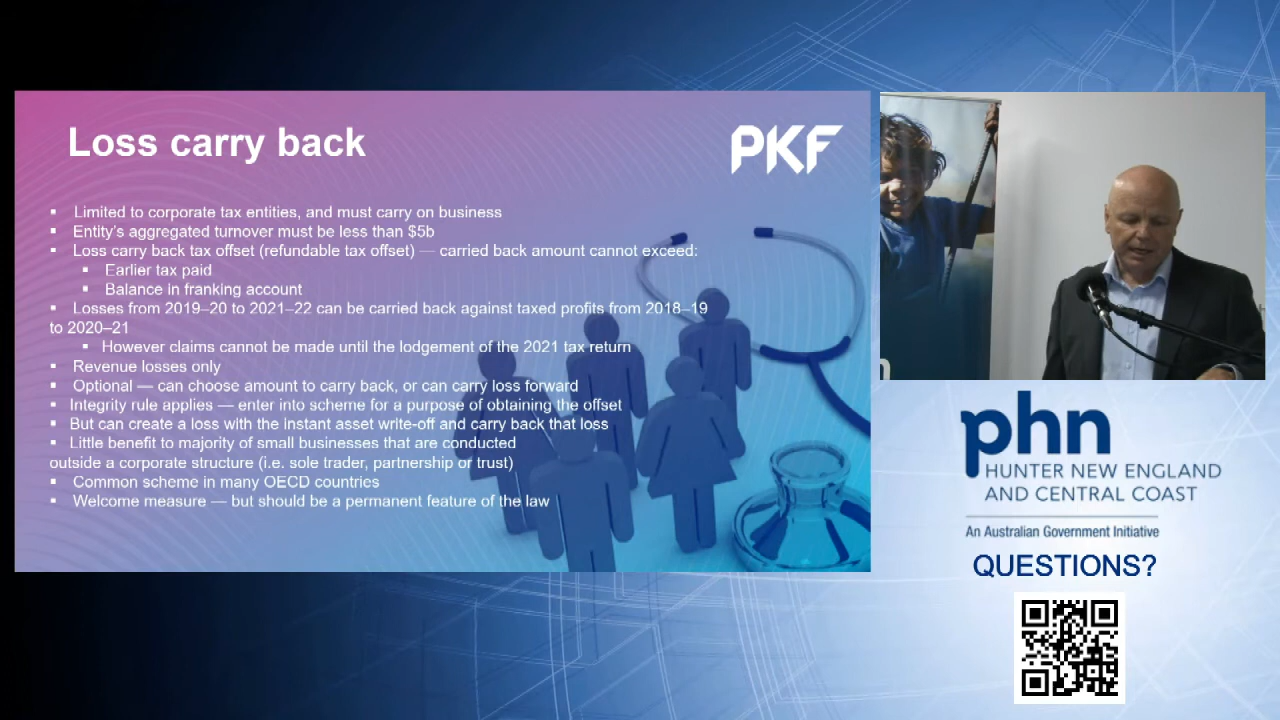 Loss carry back
PKF
▪ Limited to corporate tax entities, and must carry on business
▪ Entity's aggregated turnover must be less than $5b
▪ Loss carry back tax offset (refundable tax offset) — carried back amount cannot exceed:
▪ Earlier tax paid
▪ Balance in franking account
▪ Losses from 2019–20 to 2021–22 can be carried back against taxed profits from 2018–19
to 2020–21
▪ However claims cannot be made until the lodgement of the 2021 tax return
▪ Revenue losses only
▪ Optional — can choose amount to carry back, or can carry loss forward
▪ Integrity rule applies — enter into scheme for a purpose of obtaining the offset
▪ But can create a loss with the instant asset write-off and carry back that loss
▪ Little benefit to majority of small businesses that are conducted
outside a corporate structure (i.e. sole trader, partnership or trust)
▪ Common scheme in many OECD countries
▪ Welcome measure — but should be a permanent feature of the law
phn
HUNTER NEW ENGLAND
AND CENTRAL COAST
An Australian Government Initiative
QUESTIONS?